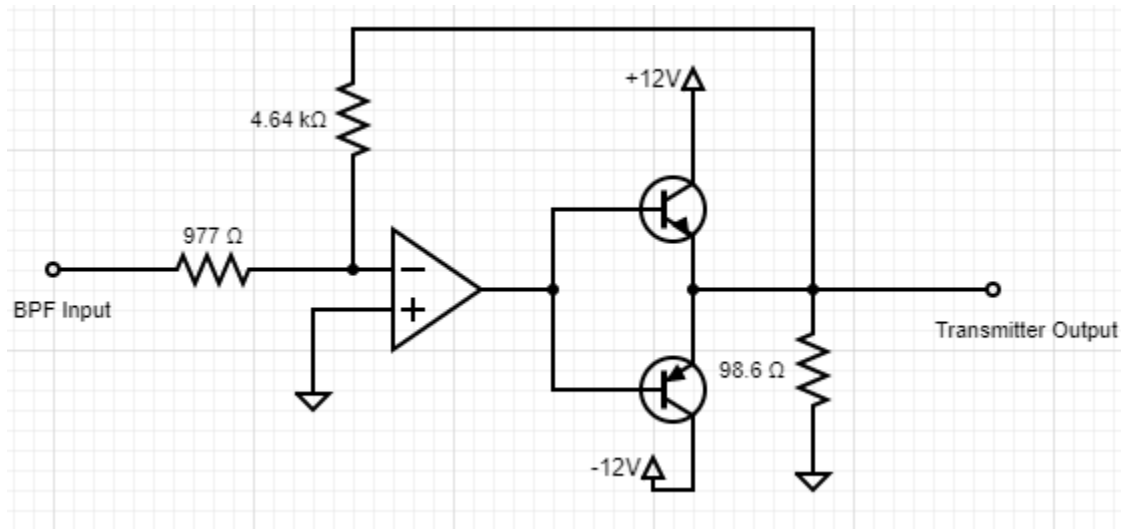 +12V
4.64 kΩ
977 Ω
BPF Input
Transmitter Output
98.6 Ω
-12V